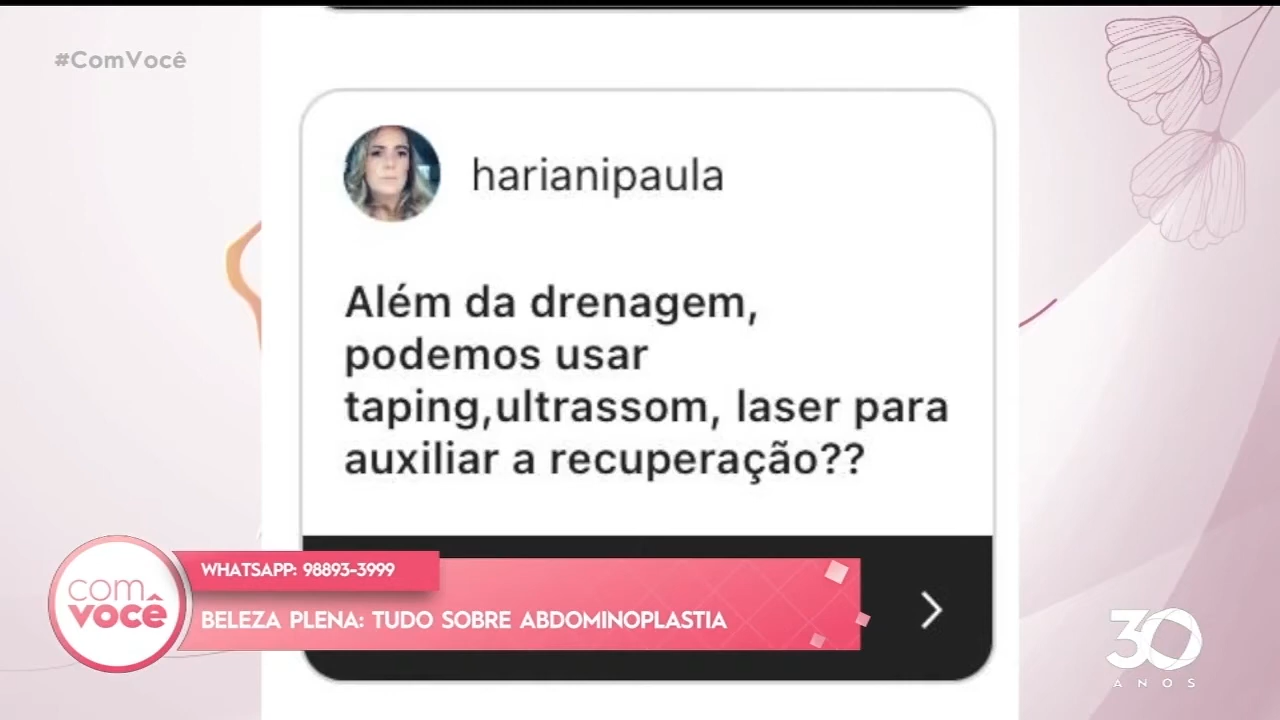 #ComVocê
harianipaula
Além da drenagem,
podemos usar
taping,ultrassom, laser para
auxiliar a recuperação??
WHATSAPP: 98893-3999
com
você
BELEZA PLENA: TUDO SOBRE ABDOMINOPLASTIA
30
ANOS